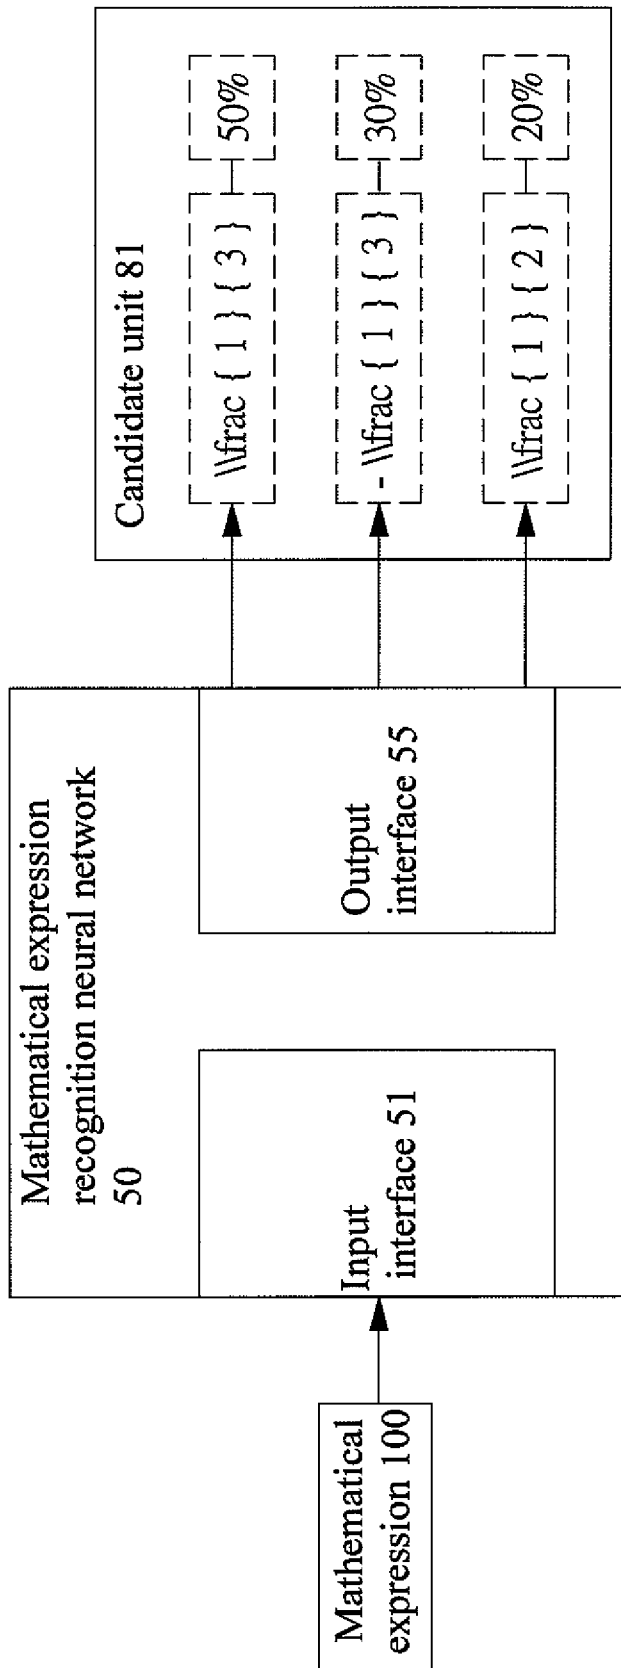 Mathematical
expression 100
Mathematical expression
recognition neural network
50
Input
interface 51
Output
interface 55
Candidate unit 81
\\frac { 1 } { 3 }
50%
- \\frac { 1 } { 3 }
30%
\\frac { 1 } { 2 }
20%